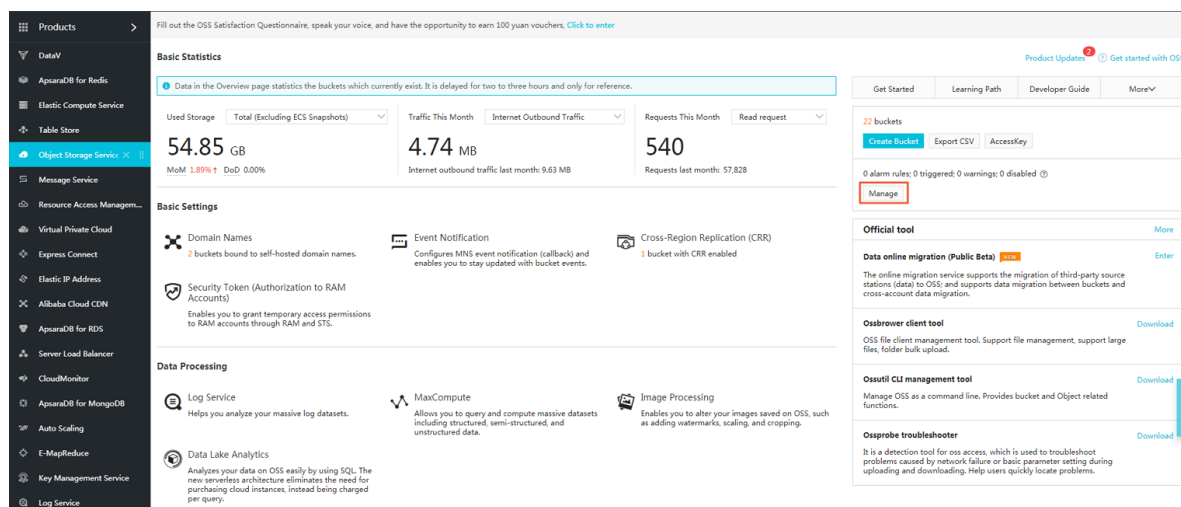 Products
DataV
ApsaraDB for Redis
Elastic Compute Service
Table Store
Object Storage Service
Message Service
Resource Access Managem...
Virtual Private Cloud
Express Connect
Elastic IP Address
Alibaba Cloud CDN
ApsaraDB for RDS
Server Load Balancer
CloudMonitor
ApsaraDB for MongoDB
Auto Scaling
E-MapReduce
Key Management Service
Log Service
Fill out the OSS Satisfaction Questionnaire, speak your voice, and have the opportunity to earn 100 yuan vouchers, Click to enter
Basic Statistics
Product Updates 2 Get started with OSS
Data in the Overview page statistics the buckets which currently exist. It is delayed for two to three hours and only for reference.
Used Storage Total (Excluding ECS Snapshots)
54.85 GB
MoM 1.89% ↑ DoD 0.00%
Traffic This Month Internet Outbound Traffic
4.74 MB
Internet outbound traffic last month: 9.63 MB
Requests This Month Read request
540
Requests last month: 57,828
Basic Settings
Domain Names
2 buckets bound to self-hosted domain names.
Event Notification
Configures MNS event notification (callback) and
enables you to stay updated with bucket events.
Cross-Region Replication (CRR)
1 bucket with CRR enabled
Security Token (Authorization to RAM
Accounts)
Enables you to grant temporary access permissions
to RAM accounts through RAM and STS.
Data Processing
Log Service
Helps you analyze your massive log datasets.
MaxCompute
Allows you to query and compute massive datasets
including structured, semi-structured, and
unstructured data.
Image Processing
Enables you to alter your images saved on OSS, such
as adding watermarks, scaling, and cropping.
Data Lake Analytics
Analyzes your data on OSS easily by using SQL. The
new serverless architecture eliminates the need for
purchasing cloud instances, instead being charged
per query.
Get Started Learning Path Developer Guide More
22 buckets
Create Bucket Export CSV AccessKey
0 alarm rules; 0 triggered; 0 warnings; 0 disabled
Manage
Official tool More
Data online migration (Public Beta) NEW Enter
The online migration service supports the migration of third-party source
stations (data) to OSS; and supports data migration between buckets and
cross-account data migration.
Ossbrower client tool Download
OSS file client management tool. Support file management, support large
files, folder bulk upload.
Ossutil CLI management tool Download
Manage OSS as a command line. Provides bucket and Object related
functions.
Ossprobe troubleshooter Download
It is a detection tool for oss access, which is used to troubleshoot
problems caused by network failure or basic parameter setting during
uploading and downloading. Help users quickly locate problems.